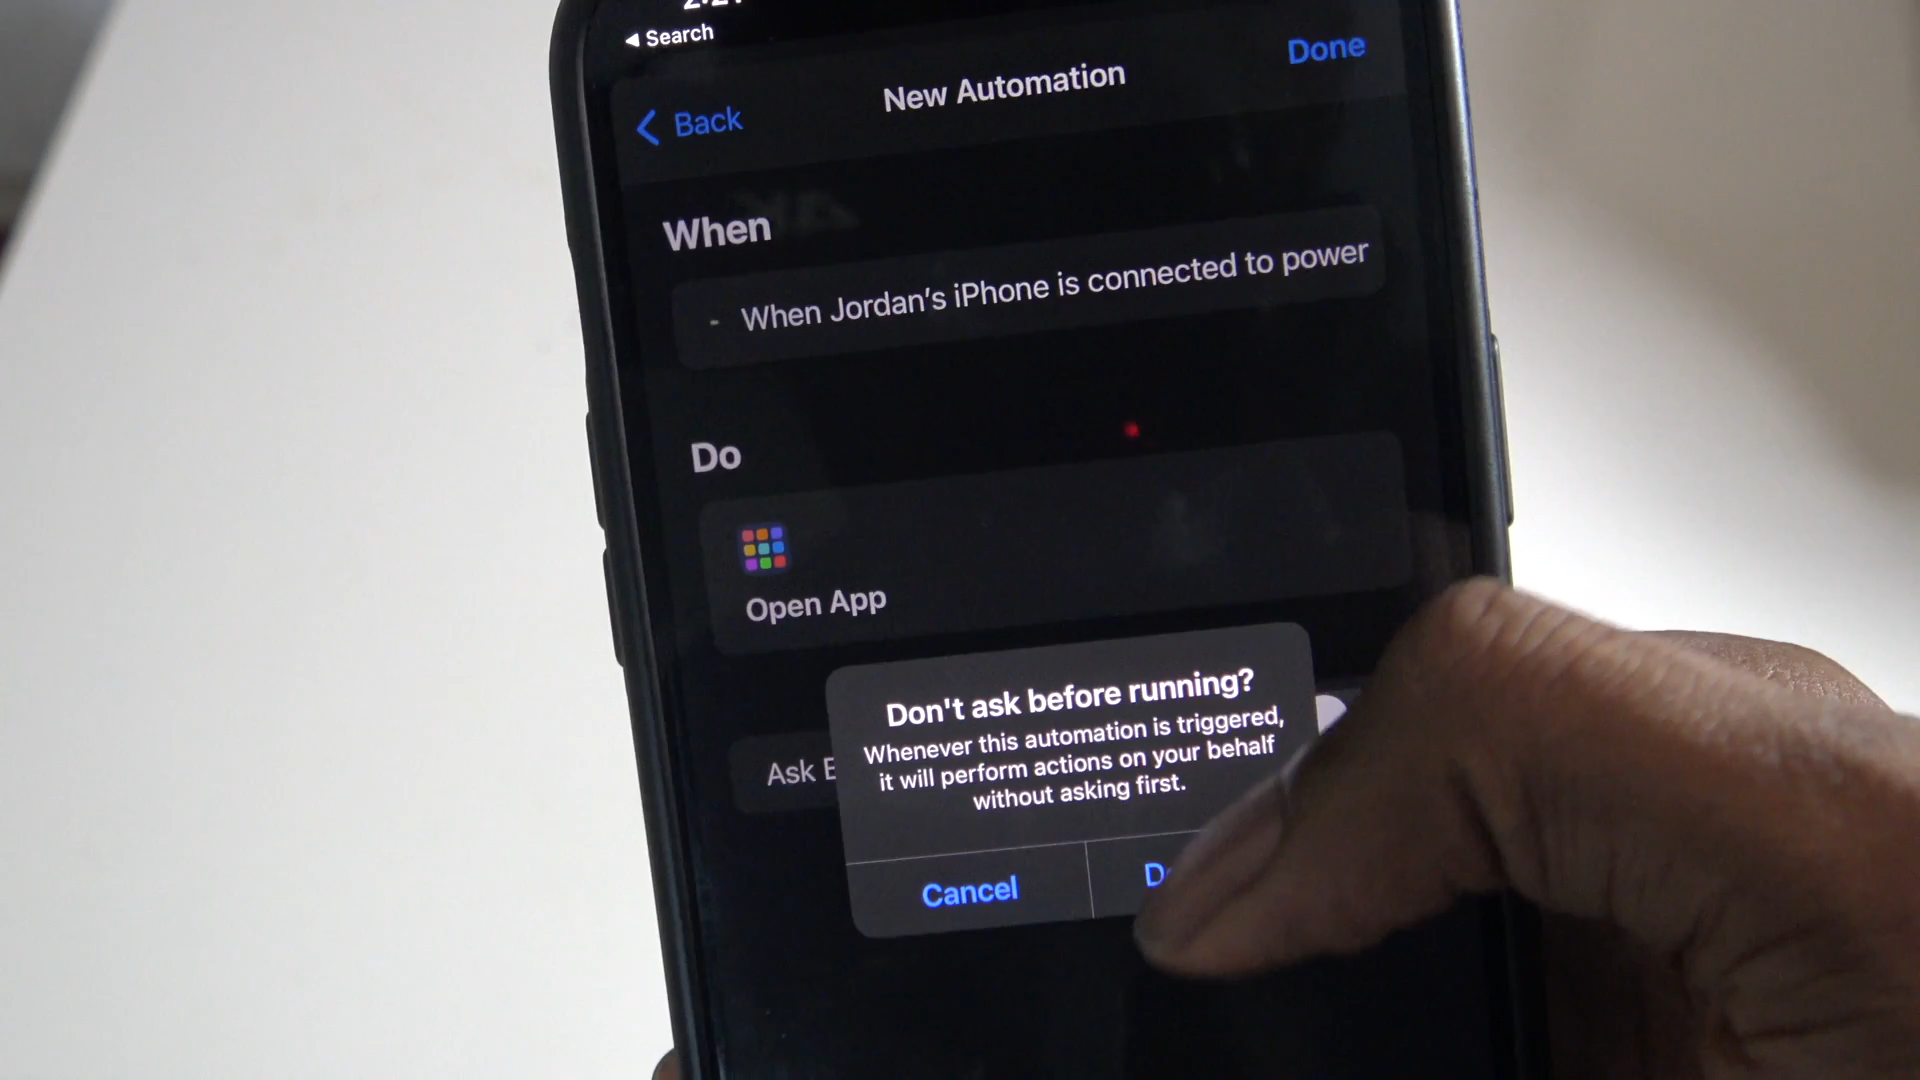 Search
Back
New Automation
Done
When
When Jordan's iPhone is connected to power
Do
Open App
Don't ask before running?
Whenever this automation is triggered,
it will perform actions on your behalf
without asking first.
Ask
Cancel